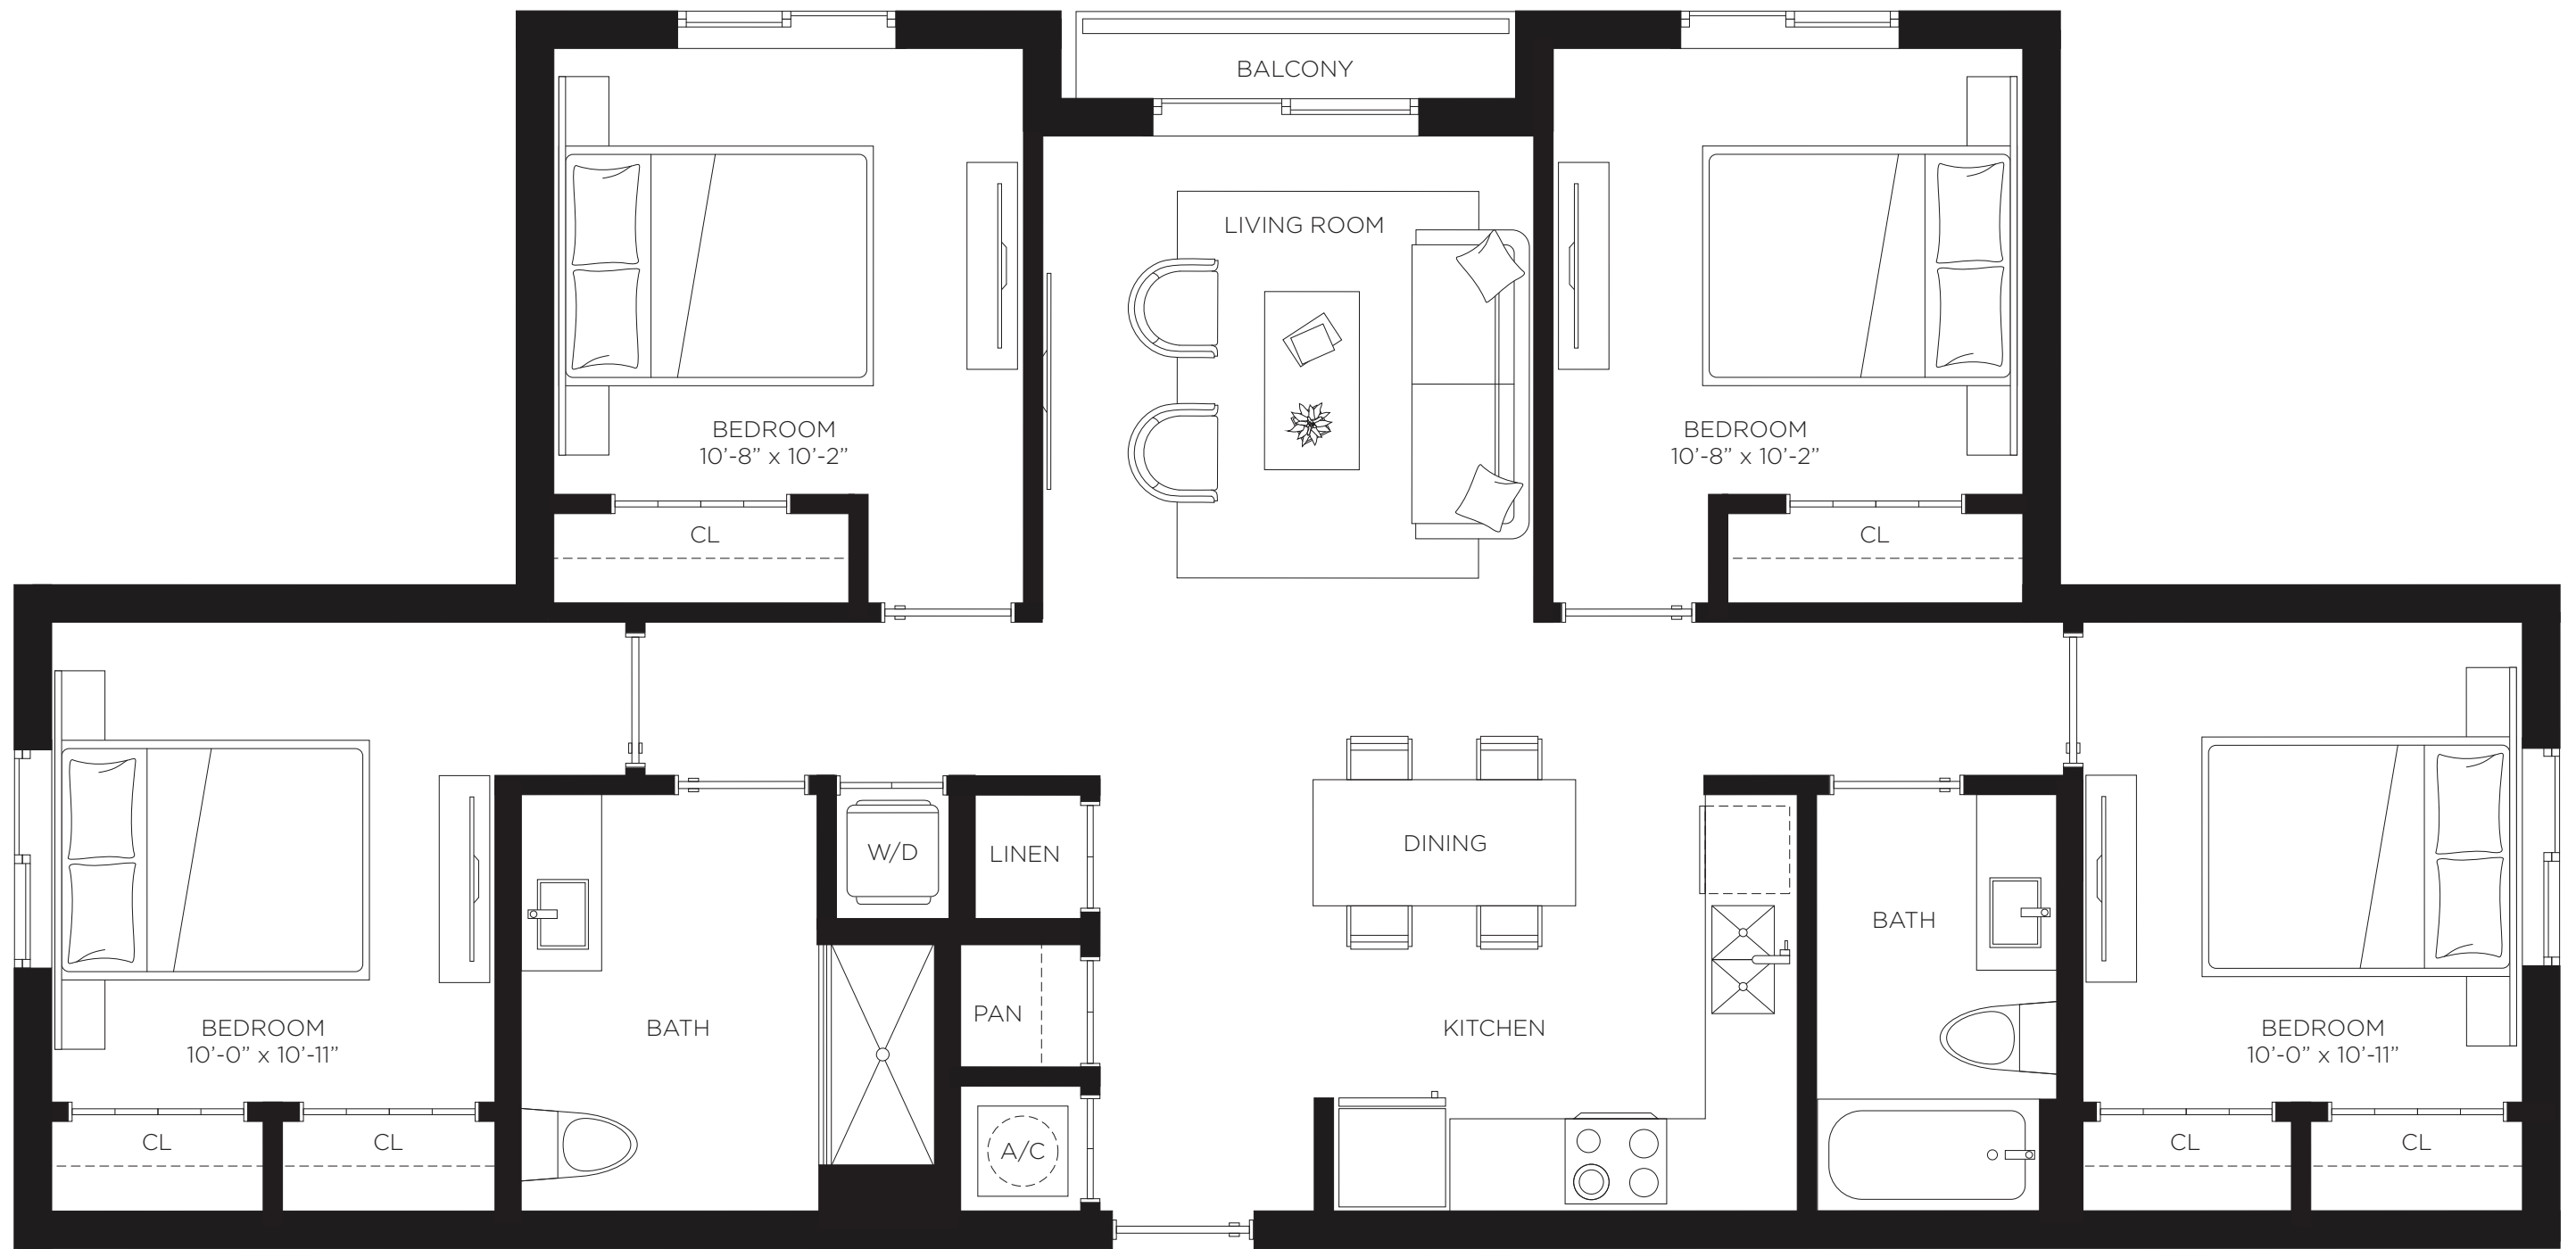 BALCONY
LIVING ROOM
BEDROOM
10’-8” x 10’-2”
BEDROOM
10’-8” x 10’-2”
CL
CL
W/D
LINEN
DINING
BATH
PAN
BEDROOM
10’-0” x 10’-11”
BATH
KITCHEN
BEDROOM
10’-0” x 10’-11”
CL
CL
A/C
CL
CL